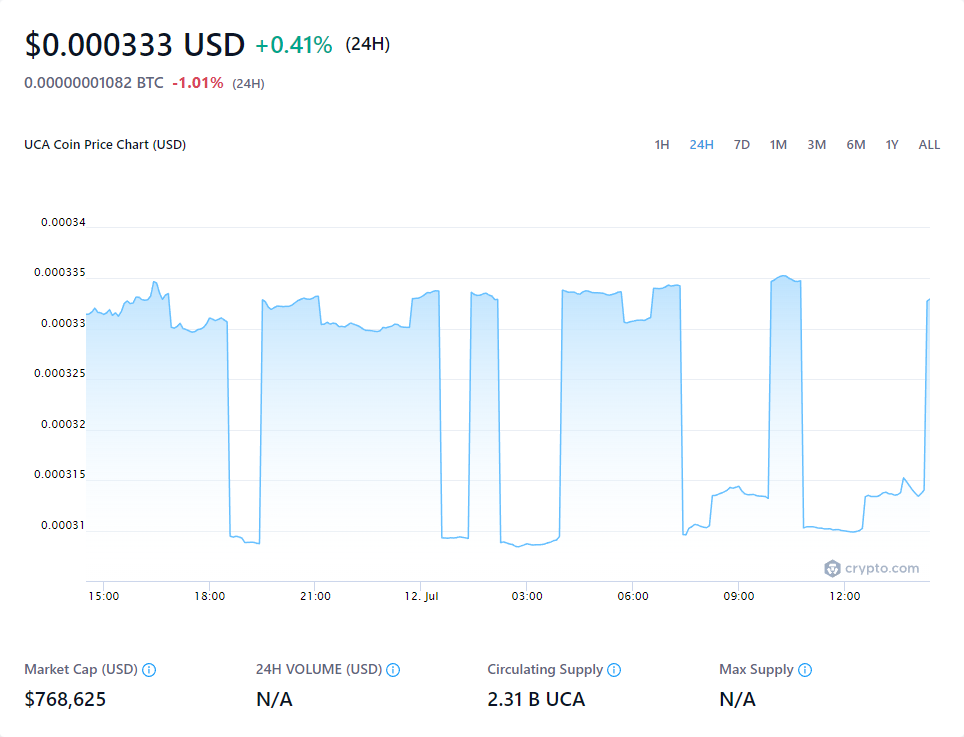 $0.000333 USD +0.41% (24H)
0.00000001082 BTC -1.01% (24H)
UCA Coin Price Chart (USD) 1H 24H 7D 1M 3M 6M 1Y ALL
0.00034
0.000335
0.00033
0.000325
0.00032
0.000315
0.00031
crypto.com
15:00 18:00 21:00 12. Jul 03:00 06:00 09:00 12:00
Market Cap (USD) 24H VOLUME (USD) Circulating Supply Max Supply
$768,625 N/A 2.31 B UCA N/A